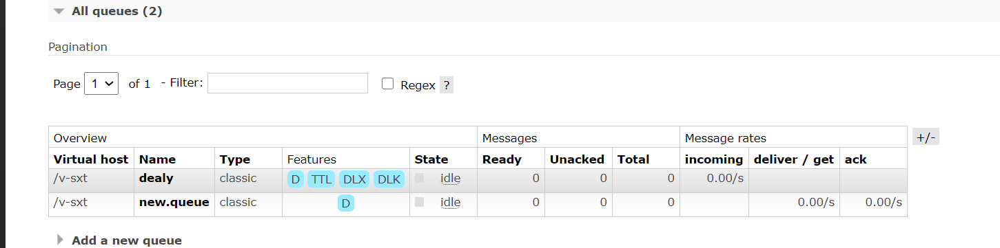 All queues (2)
Pagination
Page 1 of 1 - Filter: Regex ?
Overview Messages Message rates +/-
Virtual host Name Type Features State Ready Unacked Total incoming deliver / get ack
/v-sxt dealy classic D TTL DLX DLK idle 0 0 0 0.00/s
/v-sxt new.queue classic D idle 0 0 0 0.00/s 0.00/s
Add a new queue